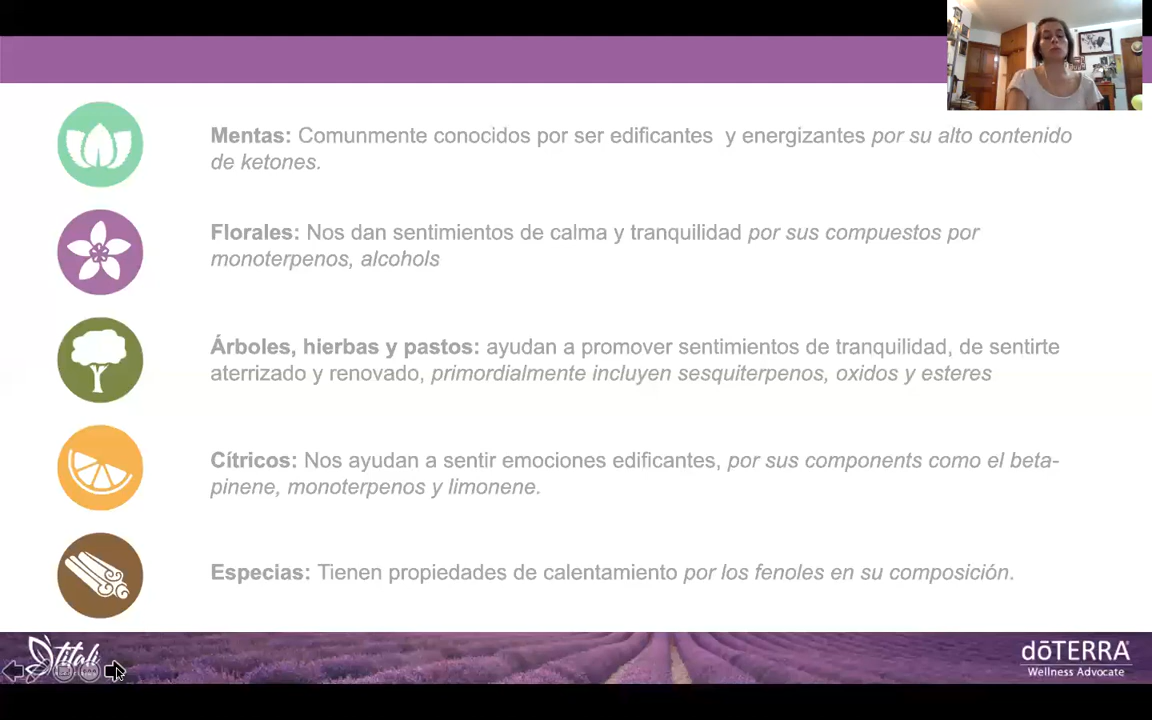 Mentas: Comunmente conocidos por ser edificantes y energizantes por su alto contenido
de ketones.
Florales: Nos dan sentimientos de calma y tranquilidad por sus compuestos por
monoterpenos, alcohols
Árboles, hierbas y pastos: ayudan a promover sentimientos de tranquilidad, de sentirte
aterrizado y renovado, primordialmente incluyen sesquiterpenos, oxidos y esteres
Cítricos: Nos ayudan a sentir emociones edificantes, por sus components como el beta-
pinene, monoterpenos y limonene.
Especias: Tienen propiedades de calentamiento por los fenoles en su composición.
titali
dōTERRA
Wellness Advocate